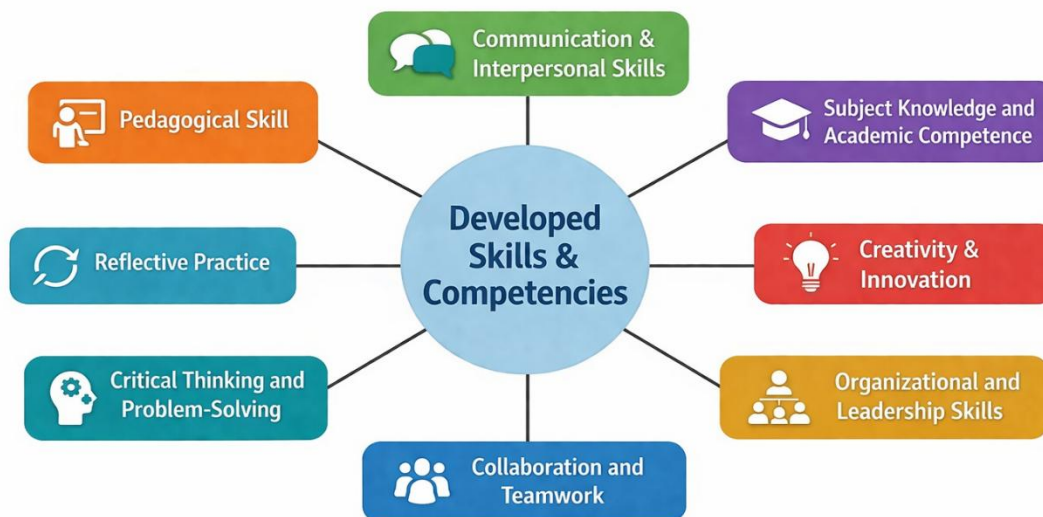 Communication &
Interpersonal Skills
Pedagogical Skill
Subject Knowledge and
Academic Competence
Developed
Skills &
Competencies
Reflective Practice
Creativity &
Innovation
Critical Thinking and
Problem-Solving
Organizational and
Leadership Skills
Collaboration and
Teamwork